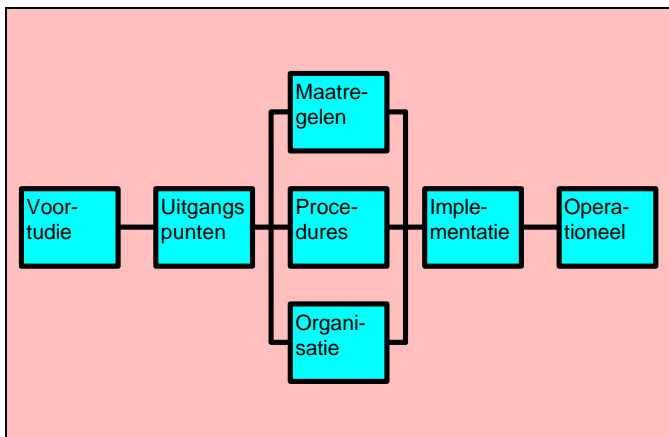 Maatre-
gelen
Voor-
tudie
Uitgangs
punten
Proce-
dures
Imple-
mentatie
Opera-
tioneel
Organi-
satie